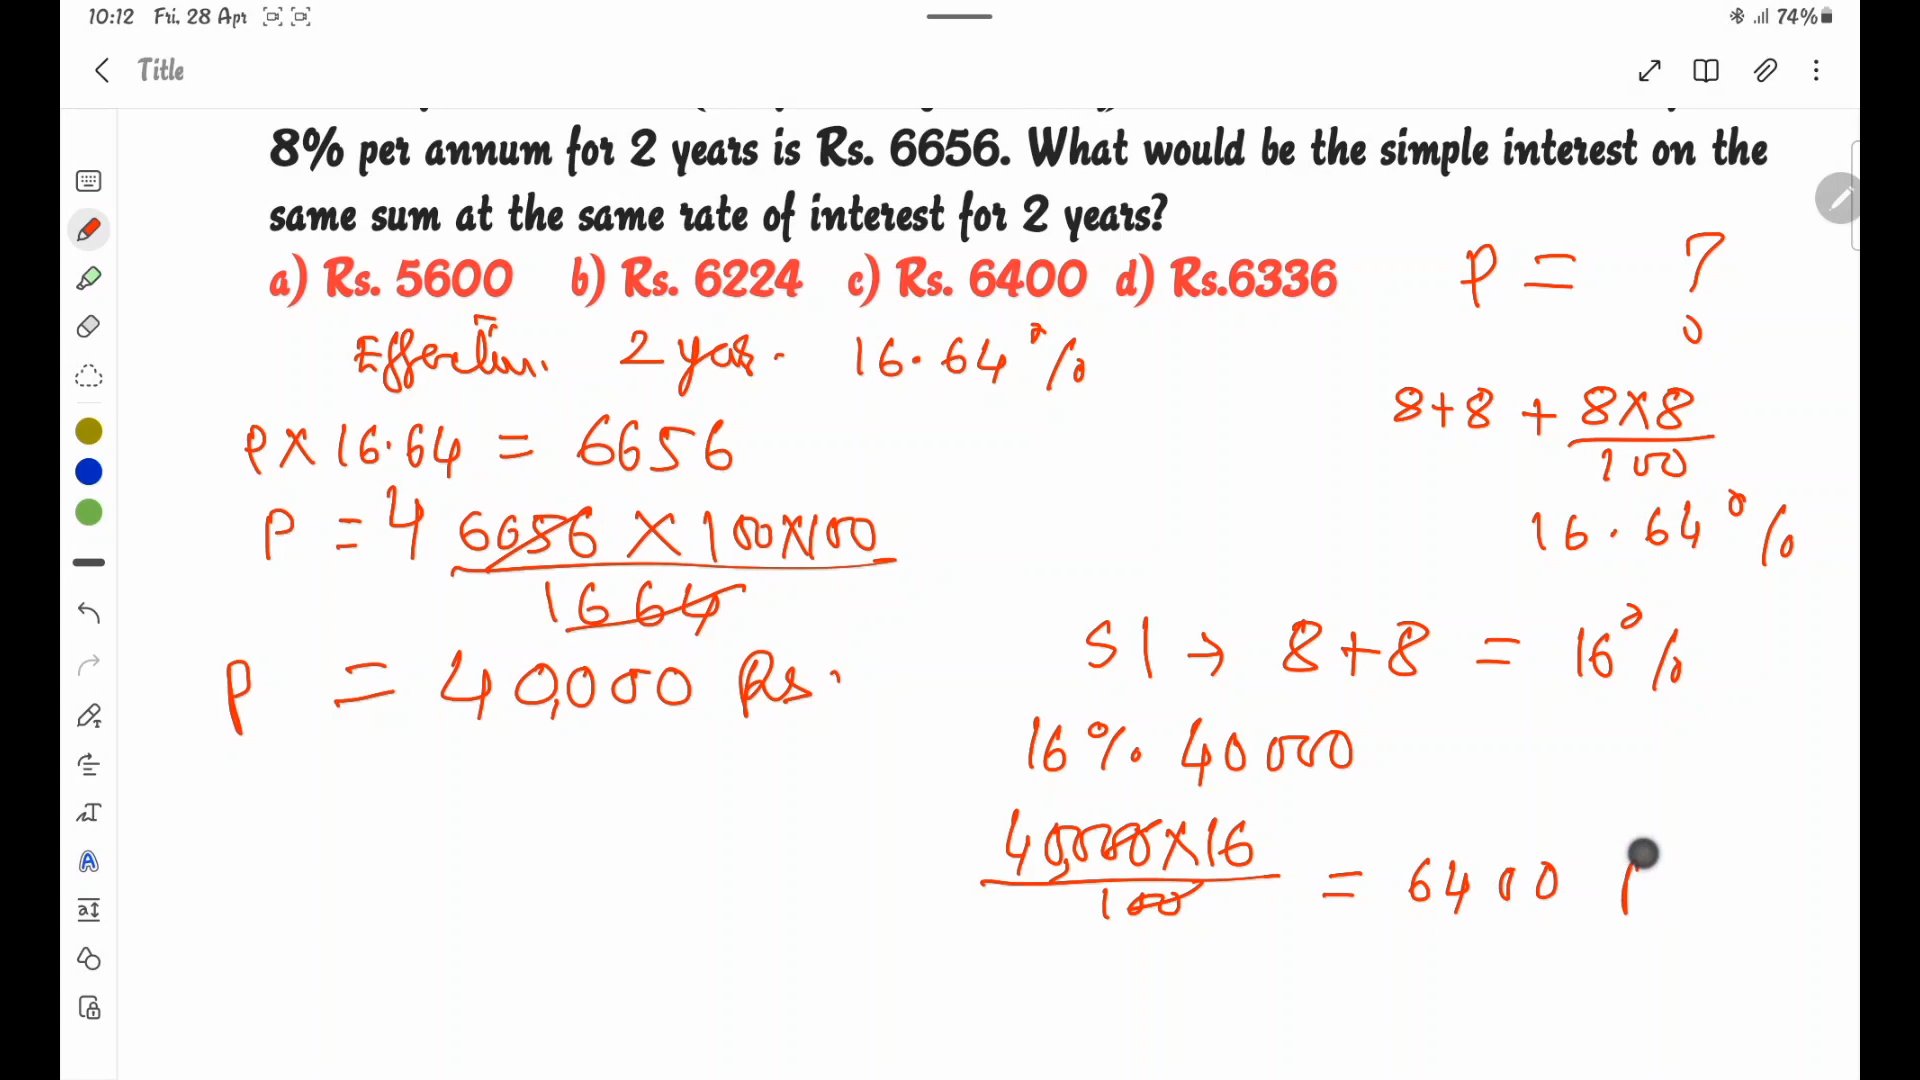 10:12 Fri, 28 Apr
74%
Title
8% per annum for 2 years is Rs. 6656. What would be the simple interest on the
same sum at the same rate of interest for 2 years?
a) Rs. 5600 b) Rs. 6224 c) Rs. 6400 d) Rs.6336
P = ?
2 16.64%
8+8 + 8×8
100
16.64%
P × 16.64 = 6656
P = 4 6656 × 100×100
1664
P = 40,000 Rs.
SI → 8+8 = 16%
16% 40000
40,000×16
100
= 6400